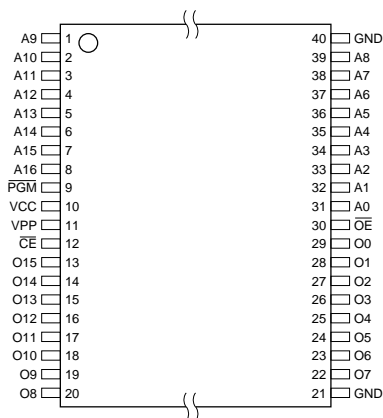 A9 1 40 GND
A10 2 39 A8
A11 3 38 A7
A12 4 37 A6
A13 5 36 A5
A14 6 35 A4
A15 7 34 A3
A16 8 33 A2
PGM 9 32 A1
VCC 10 31 A0
VPP 11 30 OE
CE 12 29 O0
O15 13 28 O1
O14 14 27 O2
O13 15 26 O3
O12 16 25 O4
O11 17 24 O5
O10 18 23 O6
O9 19 22 O7
O8 20 21 GND